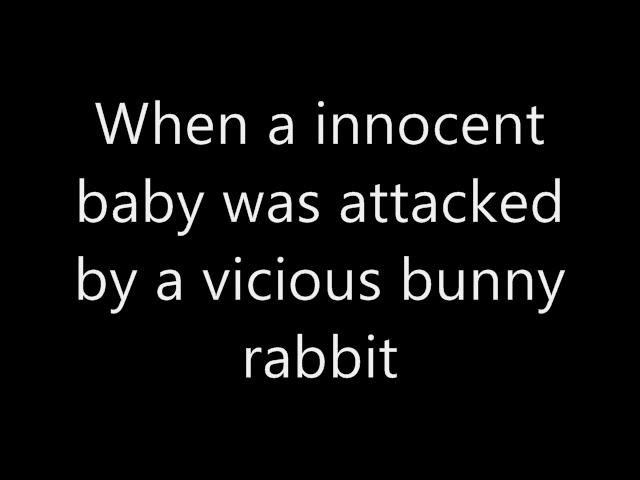 When a innocent
baby was attacked
by a vicious bunny
rabbit